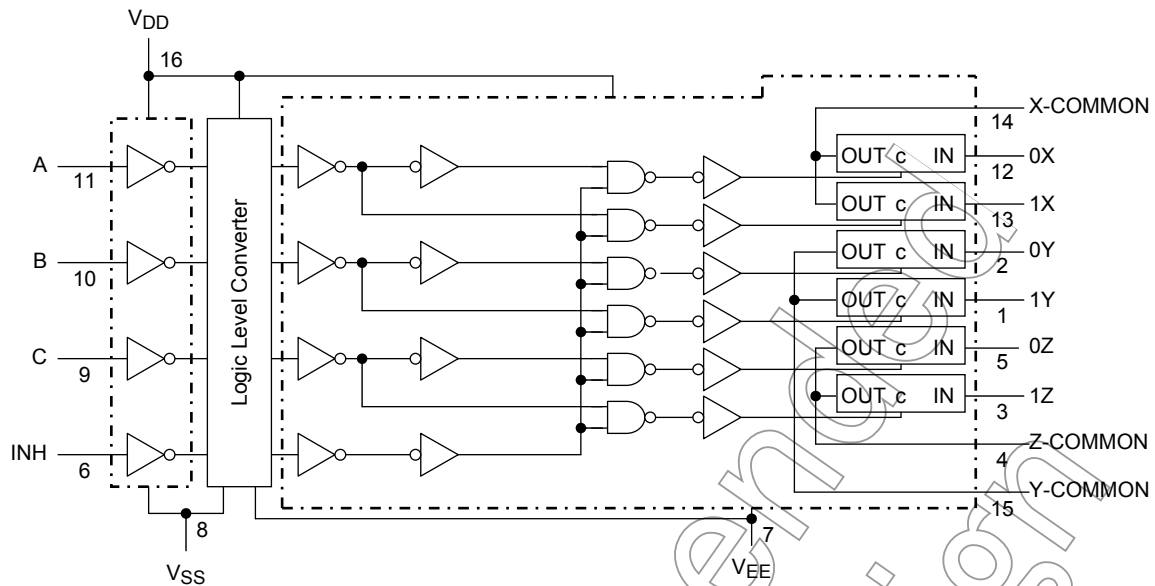 VDD
16
X-COMMON
14
A
11
OUT c IN
0X
12
OUT c IN
1X
13
B
10
OUT c IN
0Y
2
OUT c IN
1Y
1
Logic Level Converter
C
9
OUT c IN
0Z
5
OUT c IN
1Z
3
INH
6
Z-COMMON
4
Y-COMMON
15
8
VSS
7
VEE